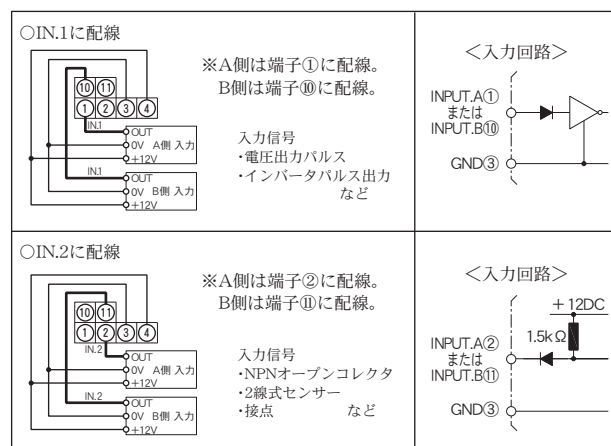 ○IN.1に配線
※A側は端子①に配線。
B側は端子⑩に配線。
⑩⑪
①②③④
IN.1
OUT
0V A側 入力
+12V
IN.1
OUT
0V B側 入力
+12V
入力信号
・電圧出力パルス
・インバータパルス出力
など
<入力回路>
INPUT.A①
または
INPUT.B⑩
GND③
○IN.2に配線
※A側は端子②に配線。
B側は端子⑪に配線。
⑩⑪
①②③④
IN.2
OUT
0V A側 入力
+12V
IN.2
OUT
0V B側 入力
+12V
入力信号
・NPNオープンコレクタ
・2線式センサー
・接点 など
<入力回路>
+12DC
1.5kΩ
INPUT.A②
または
INPUT.B⑪
GND③